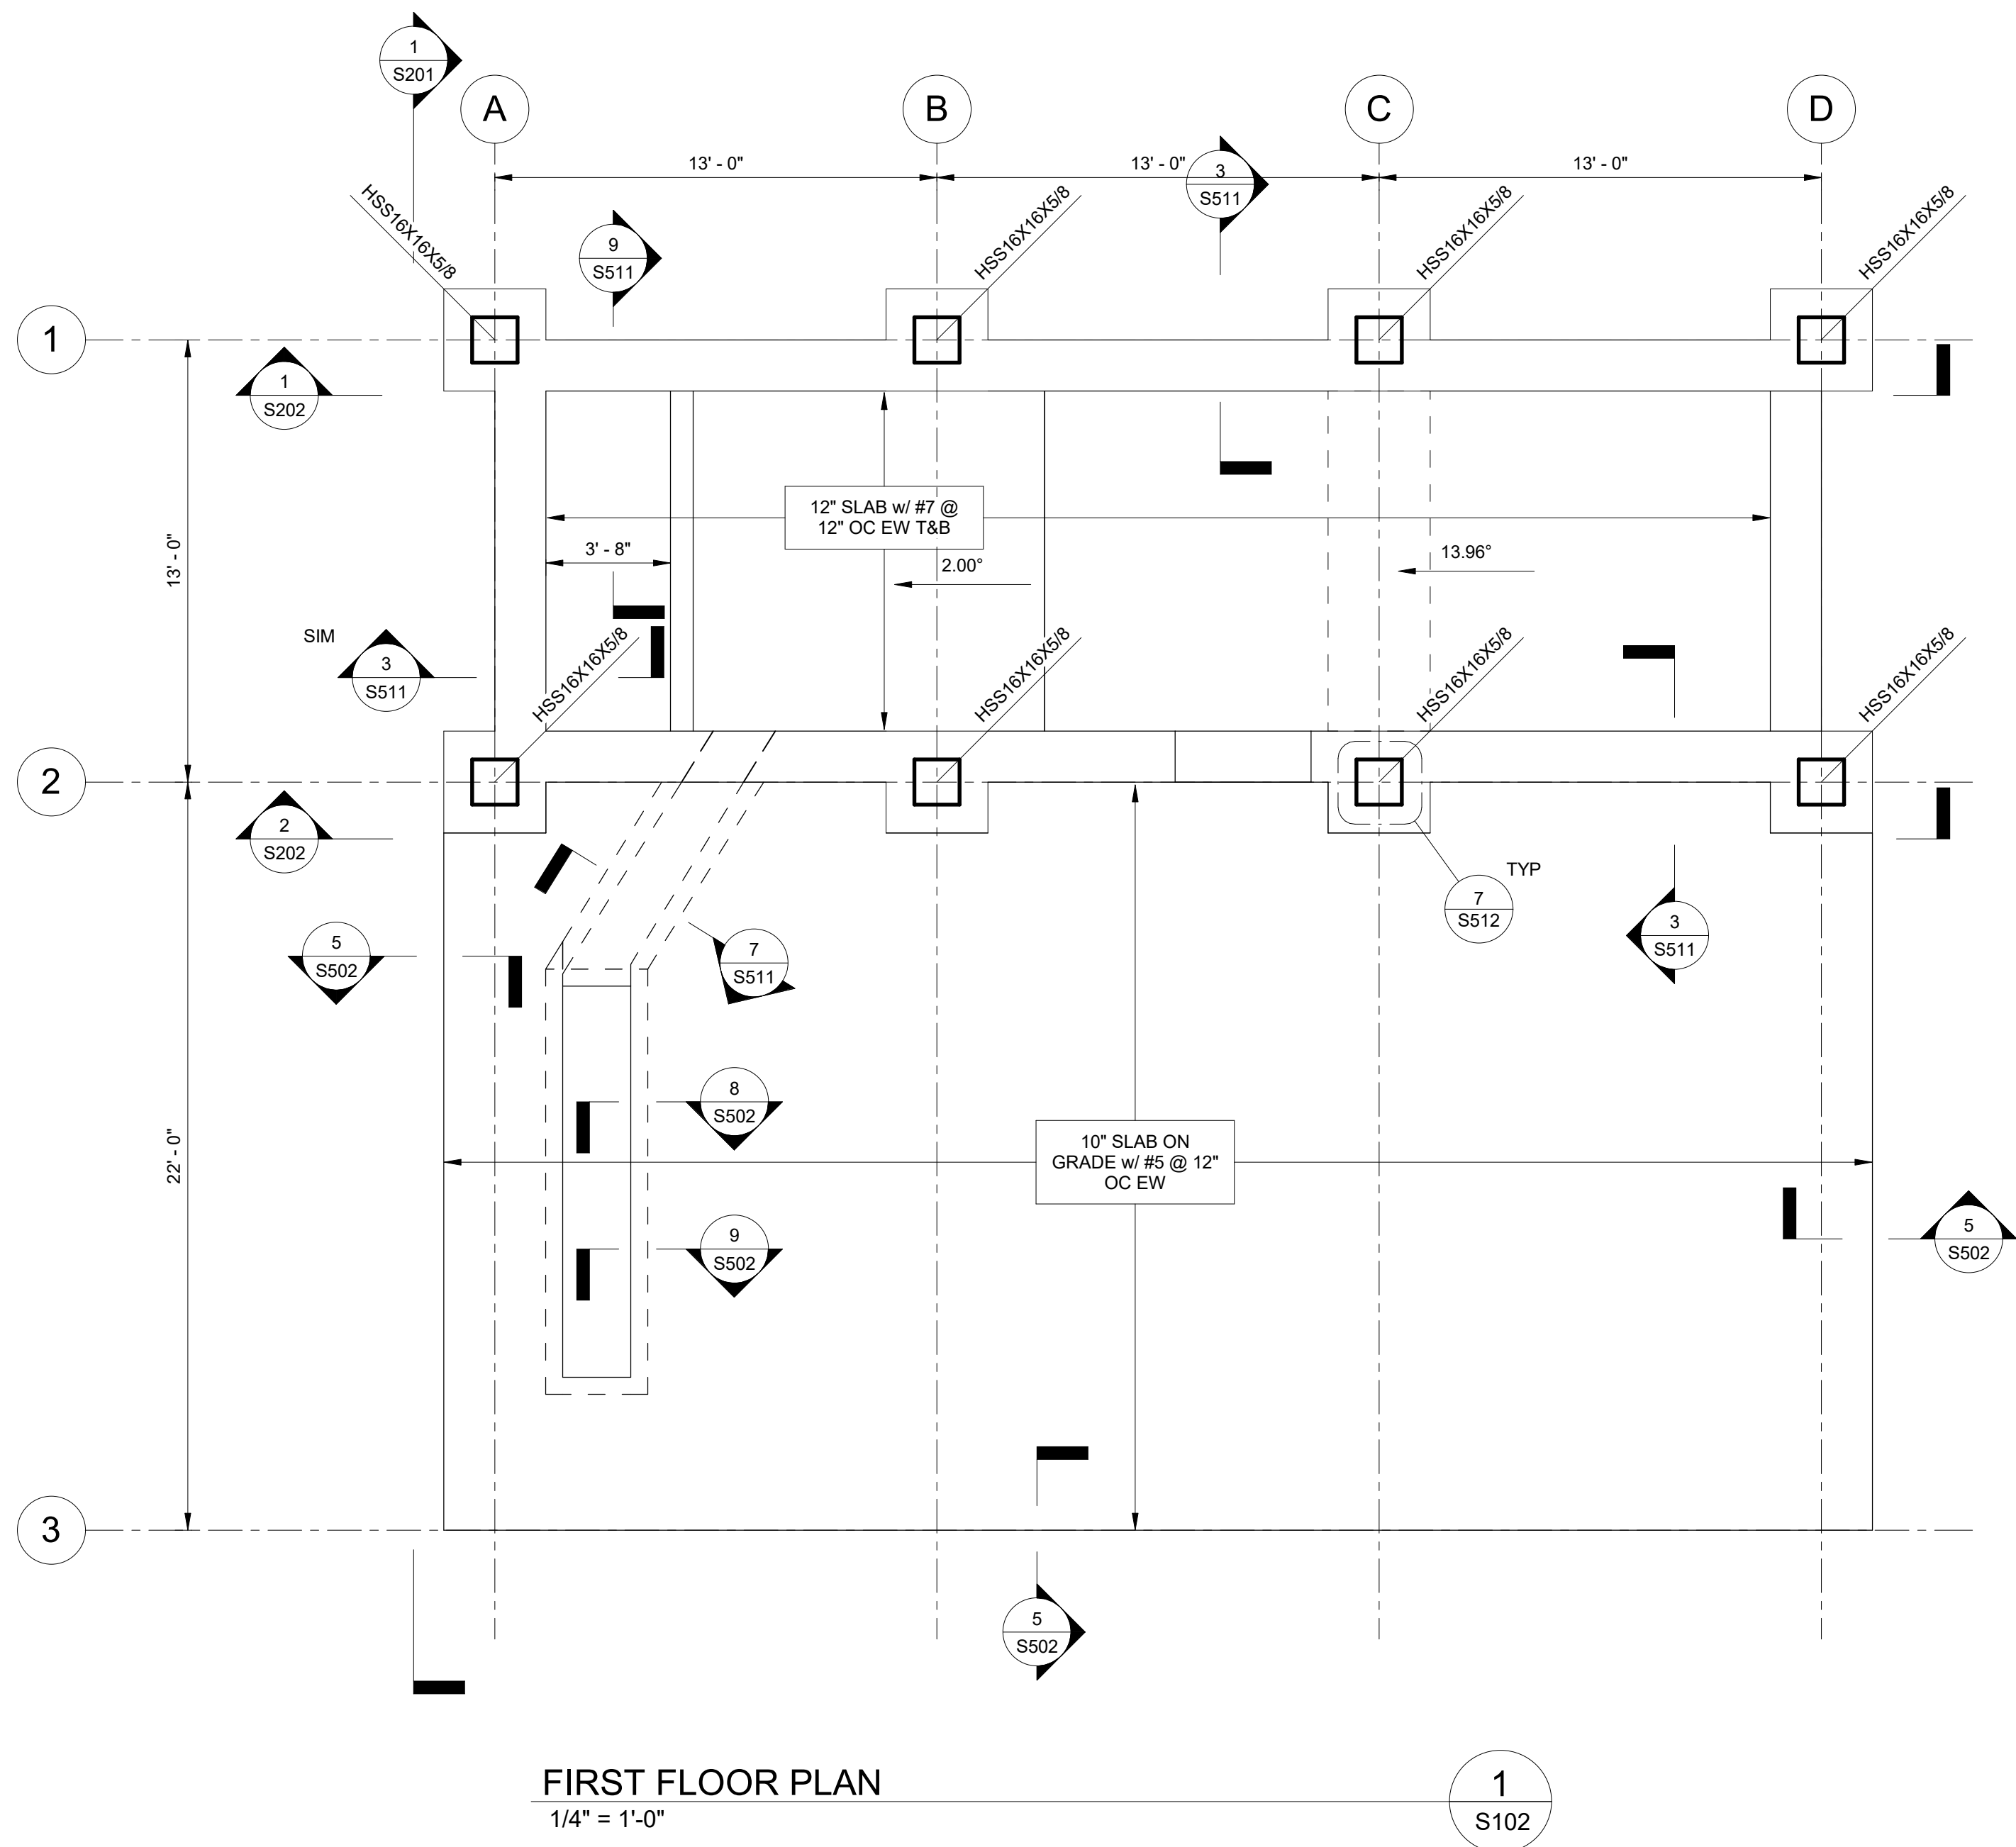 1
S201
A
B
C
D
13' - 0"
13' - 0"
13' - 0"
3
S511
HSS16X16X5/8
HSS16X16X5/8
HSS16X16X5/8
HSS16X16X5/8
9
S511
1
1
S202
12" SLAB w/ #7 @
12" OC EW T&B
13' - 0"
3' - 8"
2.00°
13.96°
SIM
3
S511
HSS16X16X5/8
HSS16X16X5/8
HSS16X16X5/8
HSS16X16X5/8
2
2
S202
TYP
7
S512
5
S502
7
S511
3
S511
8
S502
22' - 0"
10" SLAB ON
GRADE w/ #5 @ 12"
OC EW
9
S502
5
S502
3
5
S502
FIRST FLOOR PLAN
1/4" = 1'-0"
1
S102